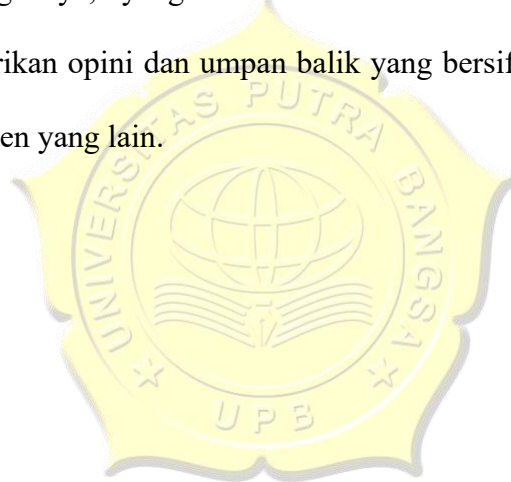 rikan opini dan umpan balik yang bersif
en yang lain.
UNIVERSITAS PUTRA BANGSA
UPB